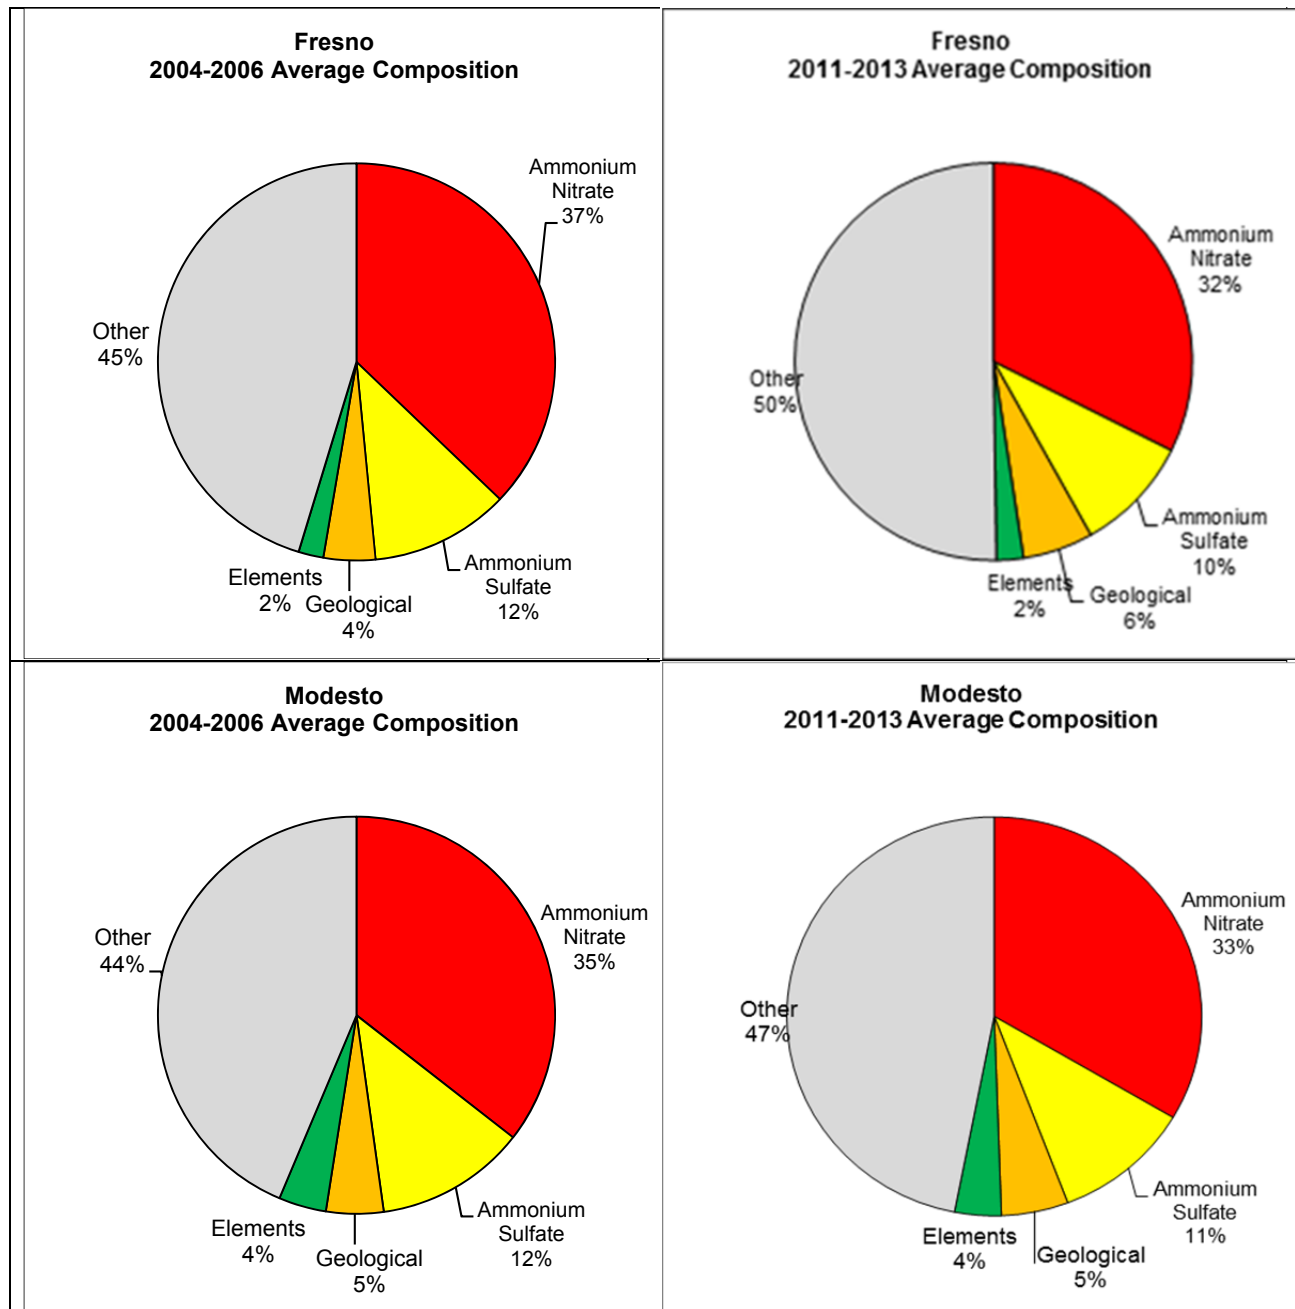 Fresno
2004-2006 Average Composition
Ammonium
Nitrate
37%
Other
45%
Elements
2%
Geological
4%
Ammonium
Sulfate
12%
Fresno
2011-2013 Average Composition
Ammonium
Nitrate
32%
Other
50%
Elements
2%
Geological
6%
Ammonium
Sulfate
10%
Modesto
2004-2006 Average Composition
Ammonium
Nitrate
35%
Other
44%
Elements
4%
Geological
5%
Ammonium
Sulfate
12%
Modesto
2011-2013 Average Composition
Ammonium
Nitrate
33%
Other
47%
Elements
4%
Geological
5%
Ammonium
Sulfate
11%